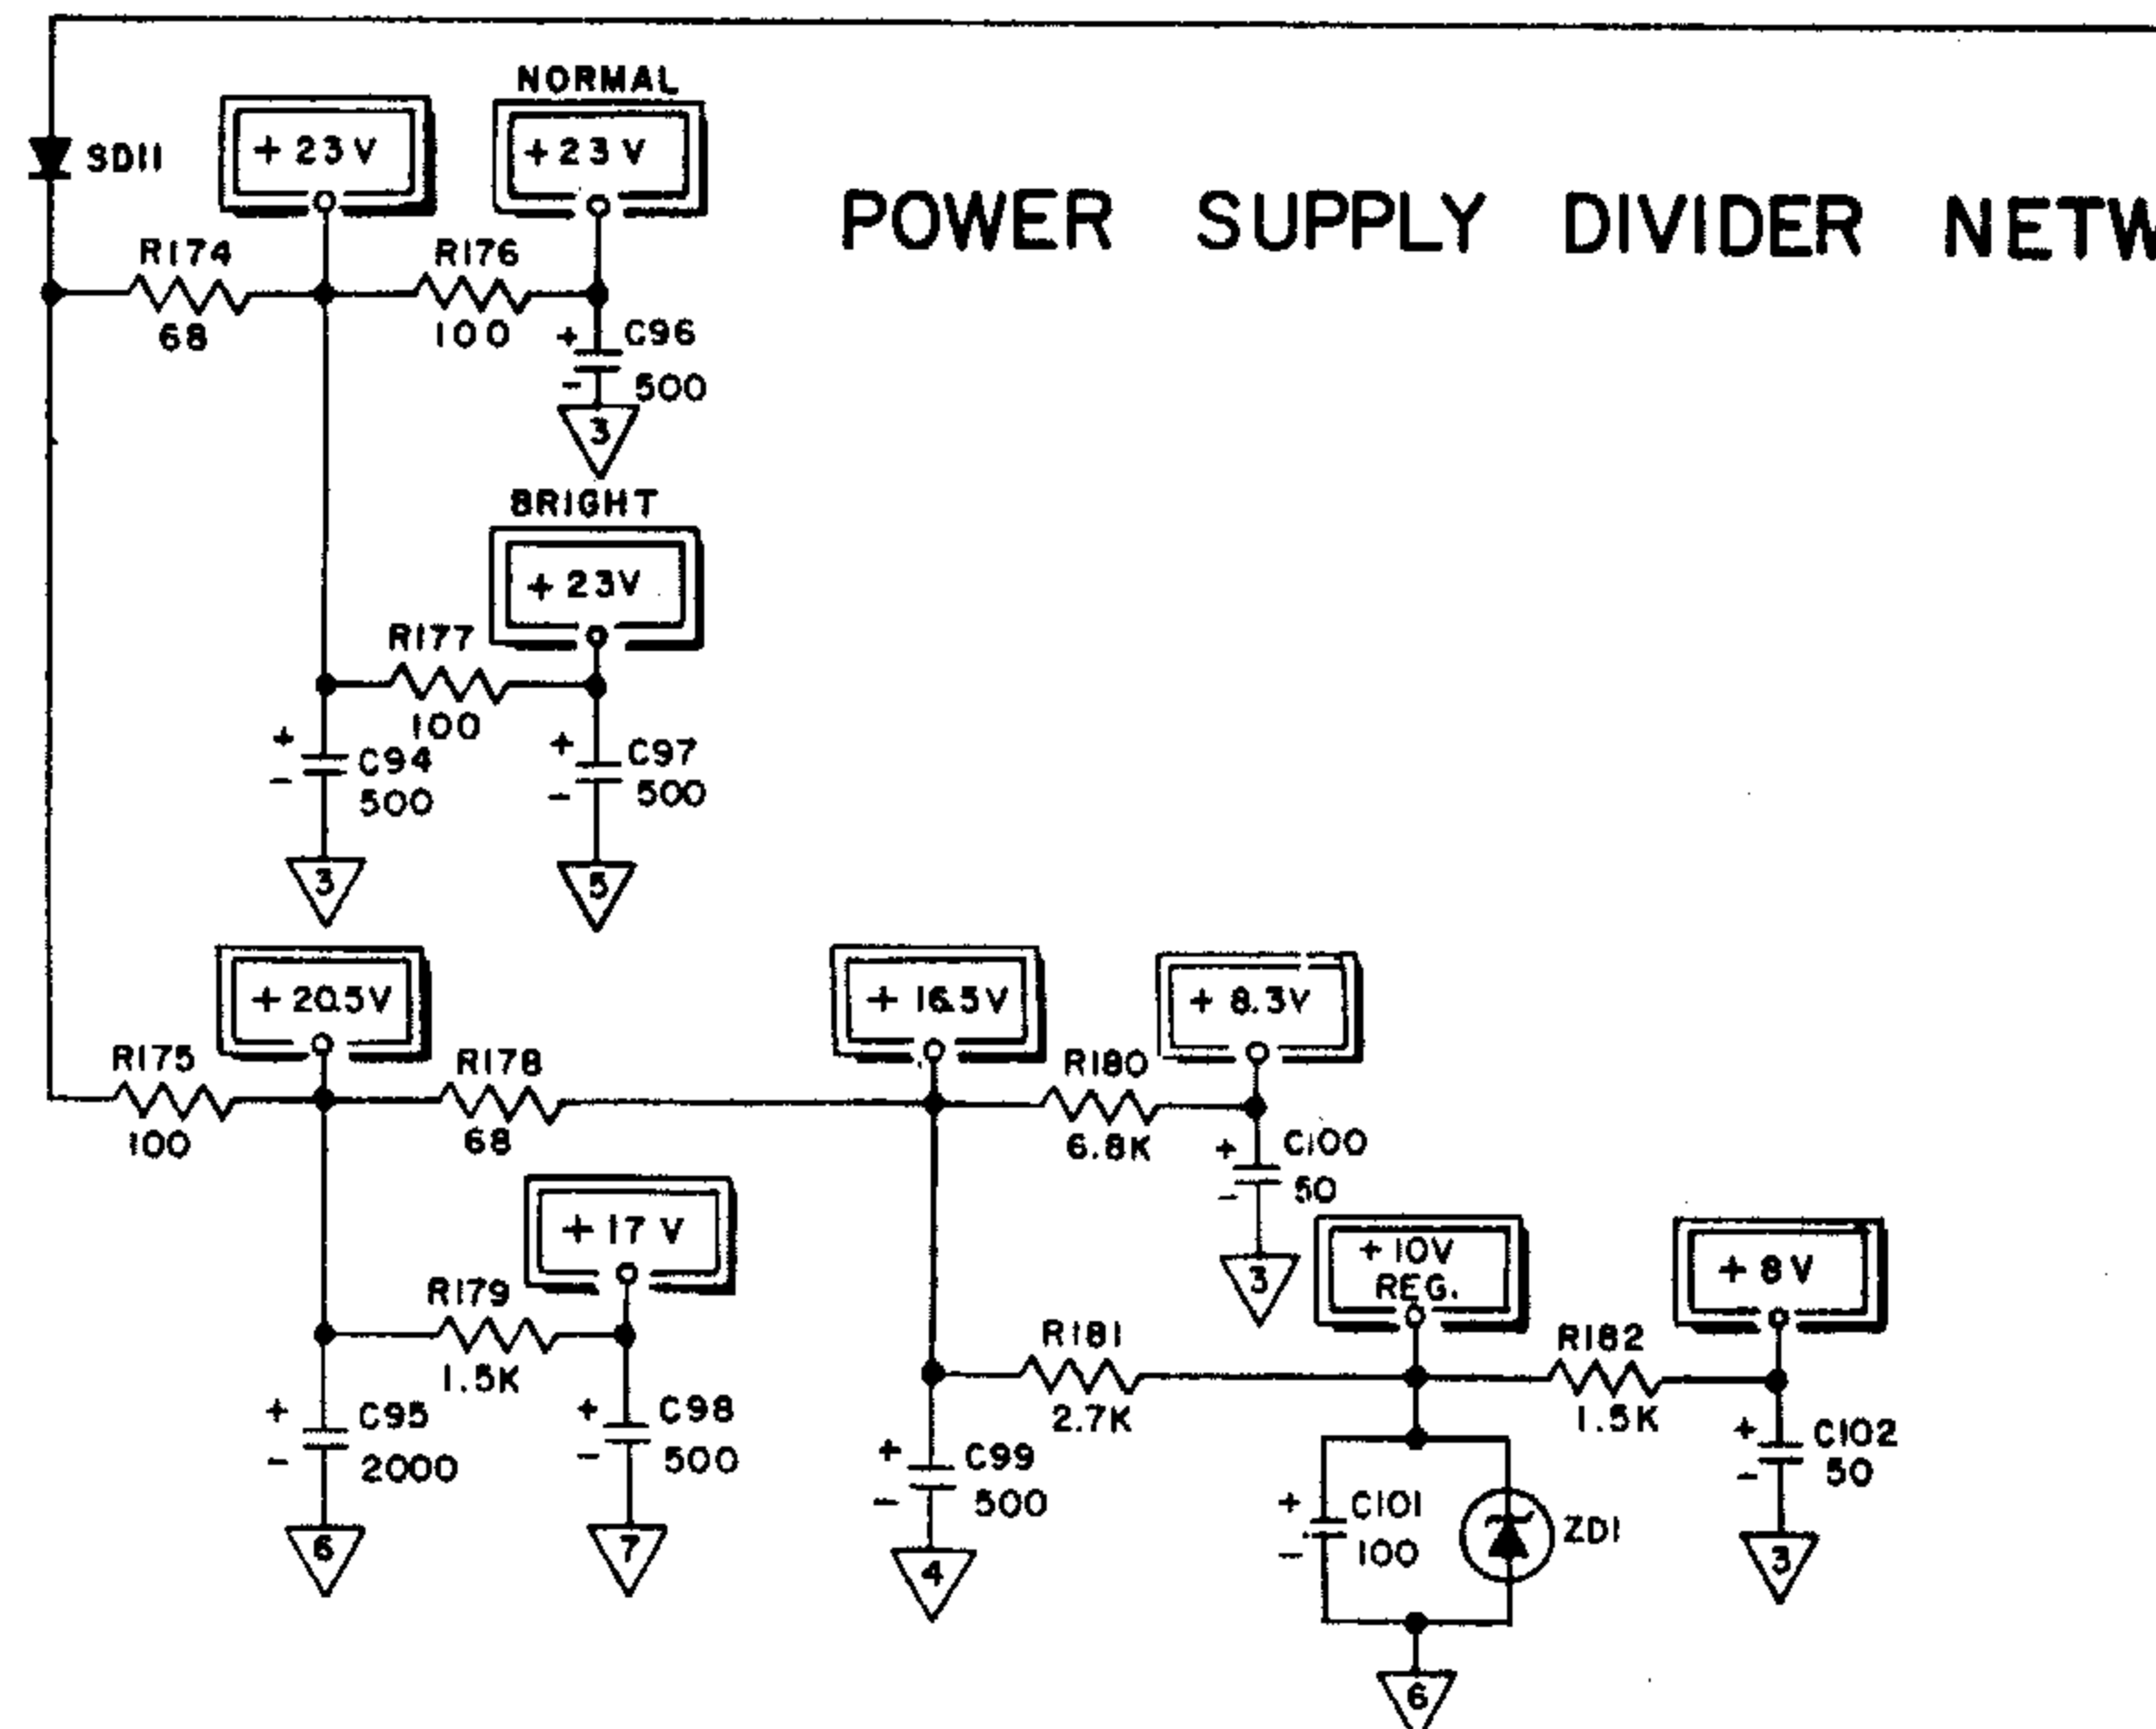 NORMAL
+ 23 V
+ 23 V
SD11
POWER SUPPLY DIVIDER NETW
R174
R176
68
100
+ C96
- 500
3
BRIGHT
+ 23V
R177
100
+ C94
- 500
+ C97
- 500
3
5
+ 20.5V
+ 16.5V
+ 8.3V
R175
R178
R180
100
68
6.8K
+ C100
- 50
3
+ 17 V
+ 10V
REG.
+ 8V
R179
1.5K
R181
2.7K
R182
1.5K
+ C95
- 2000
+ C98
- 500
+ C99
- 500
+ C101
- 100
ZD1
+ C102
- 50
6
7
4
3
6